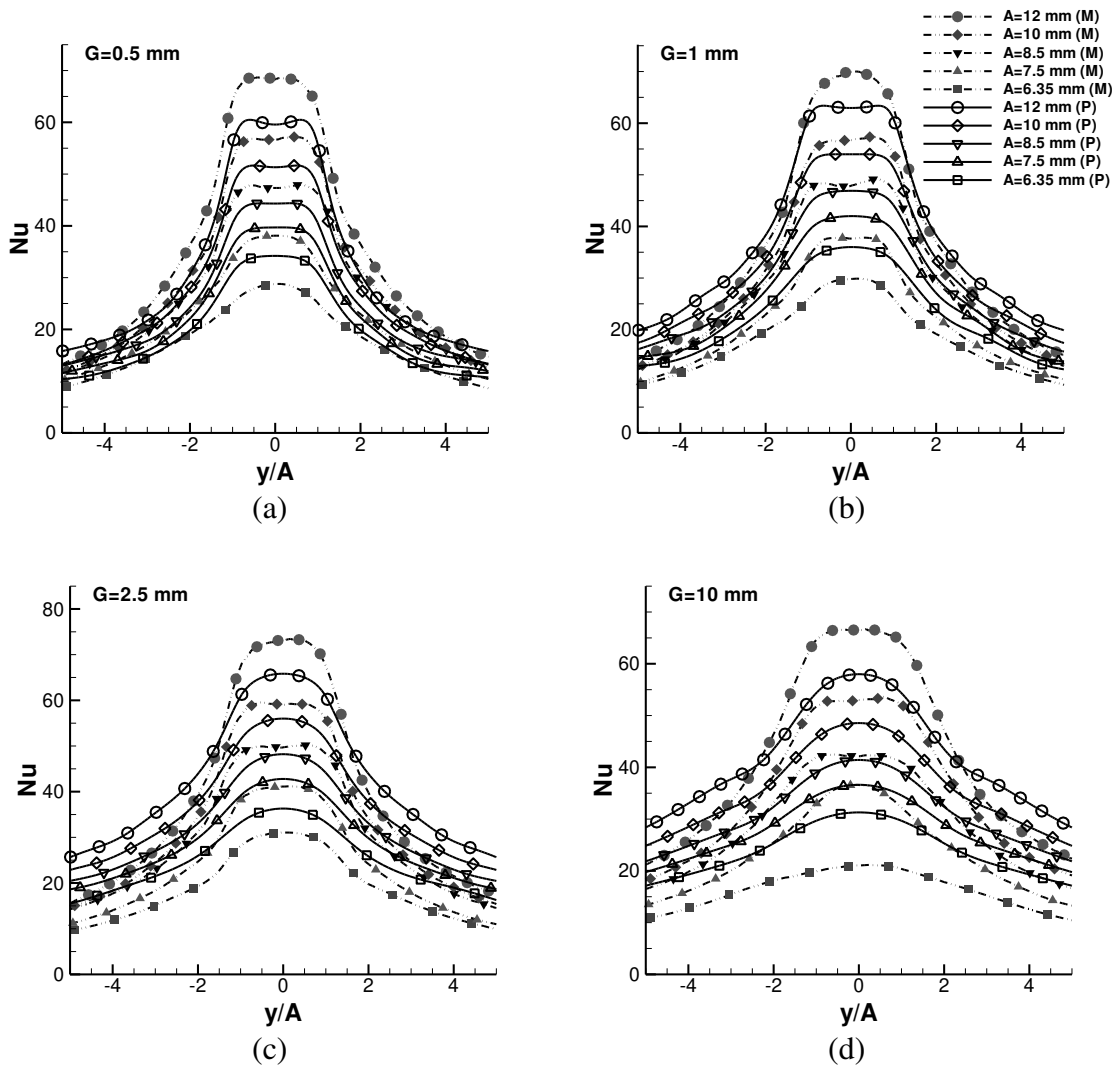 A=12 mm (M)
A=10 mm (M)
A=8.5 mm (M)
A=7.5 mm (M)
A=6.35 mm (M)
A=12 mm (P)
A=10 mm (P)
A=8.5 mm (P)
A=7.5 mm (P)
A=6.35 mm (P)
G=0.5 mm
60
40
20
0
Nu
-4 -2 0 2 4
y/A
(a)
G=1 mm
60
40
20
0
Nu
-4 -2 0 2 4
y/A
(b)
G=2.5 mm
80
60
40
20
0
Nu
-4 -2 0 2 4
y/A
(c)
G=10 mm
60
40
20
0
Nu
-4 -2 0 2 4
y/A
(d)